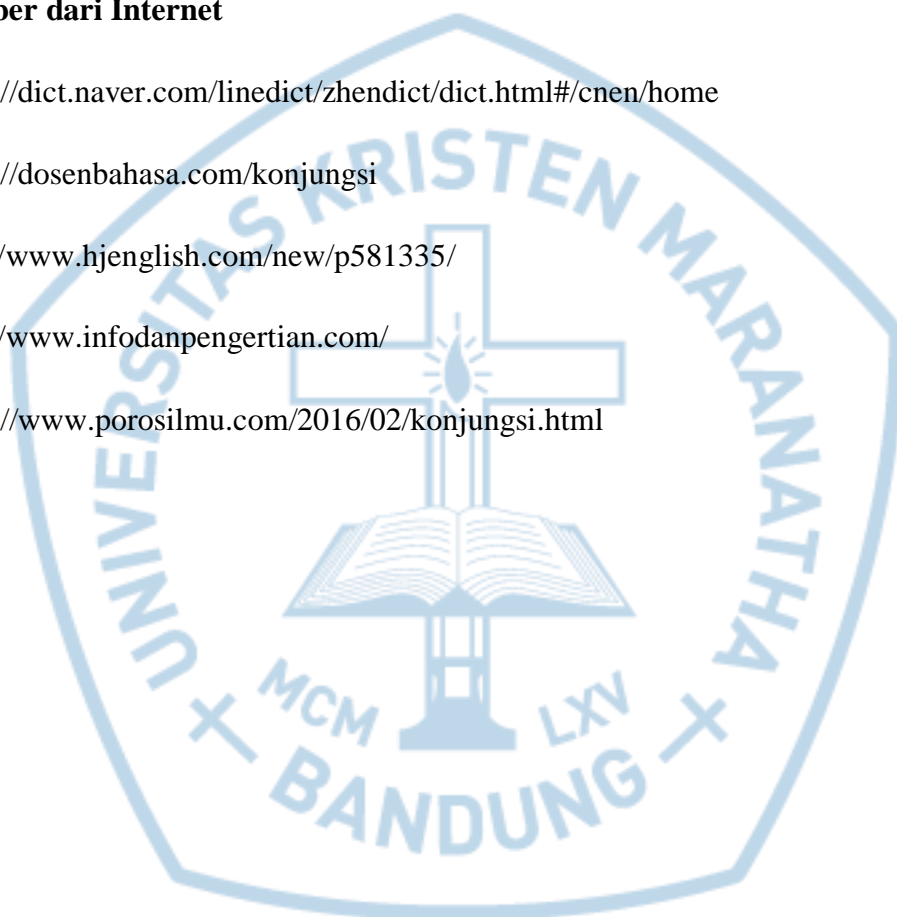 ber dari Internet
//dict.naver.com/linedict/zhendict/dict.html#/cnen/home
//dosenbahasa.com/konjungsi
/www.hjenglish.com/new/p581335/
/www.infodanpengertian.com/
//www.porosilmu.com/2016/02/konjungsi.html
UNIVERSITAS KRISTEN MARANATHA
MCM LXV
+ BANDUNG +